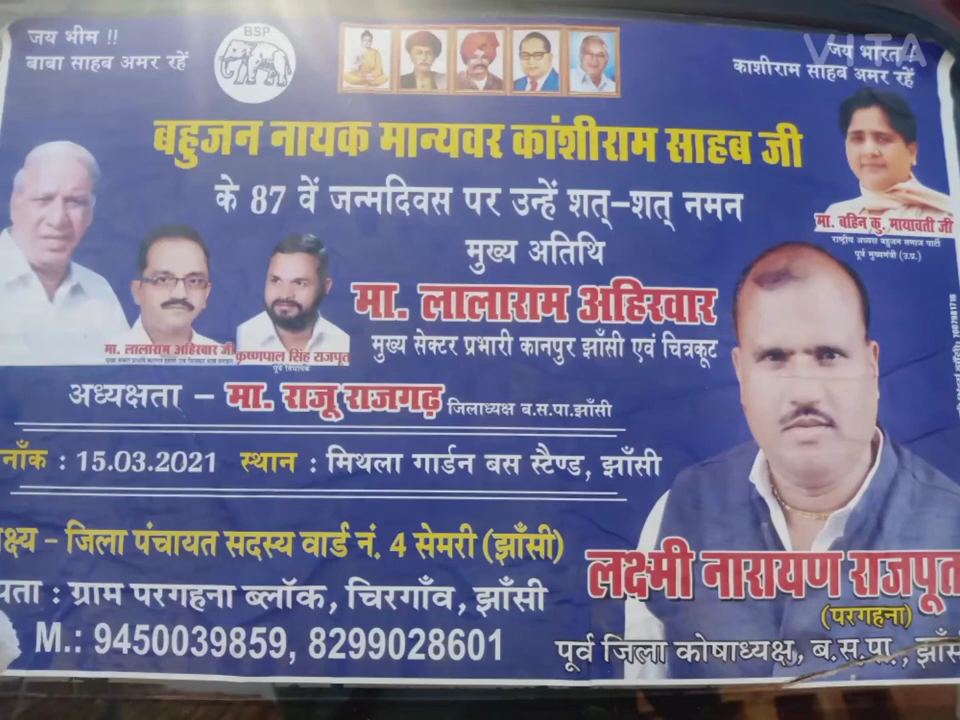 जय भीम !!
बाबा साहब अमर रहें
BSP
VITA
जय भारत
काशीराम साहब अमर रहें
बहुजन नायक मान्यवर कांशीराम साहब जी
के 87 वें जन्मदिवस पर उन्हें शत्-शत् नमन
मा. बहिन कु. मायावती जी
राष्ट्रीय अध्यक्ष बहुजन समाज पार्टी
पूर्व मुख्यमंत्री (उ.प्र.)
मुख्य अतिथि
मा. लालाराम अहिरवार
मुख्य सेक्टर प्रभारी कानपुर झाँसी एवं चित्रकूट
मा. लालाराम अहिरवार जी
कृष्णपाल सिंह राजपूत
पूर्व विधायक
अध्यक्षता – मा. राजू राजगढ़ जिलाध्यक्ष ब.स.पा.झाँसी
नाँक : 15.03.2021 स्थान : मिथला गार्डन बस स्टैण्ड, झाँसी
क्ष्य – जिला पंचायत सदस्य वार्ड नं. 4 सेमरी (झाँसी)
यता : ग्राम परगहना ब्लॉक, चिरगाँव, झाँसी
M.: 9450039859, 8299028601
लक्ष्मी नारायण राजपूत
(परगहना)
पूर्व जिला कोषाध्यक्ष, ब.स.पा., झाँस